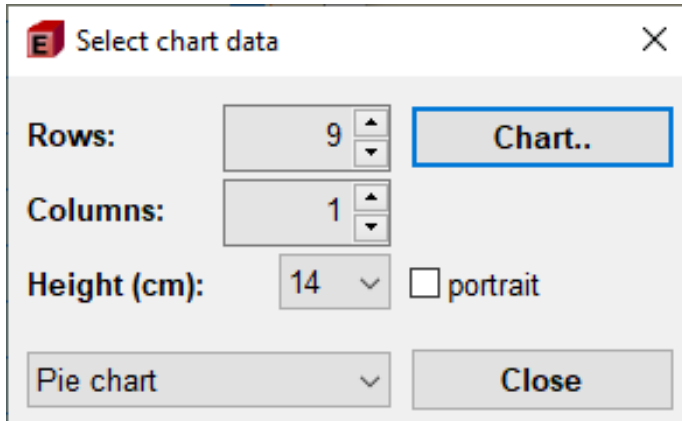 E Select chart data
Rows: 9 Chart..
Columns: 1
Height (cm): 14 portrait
Pie chart Close